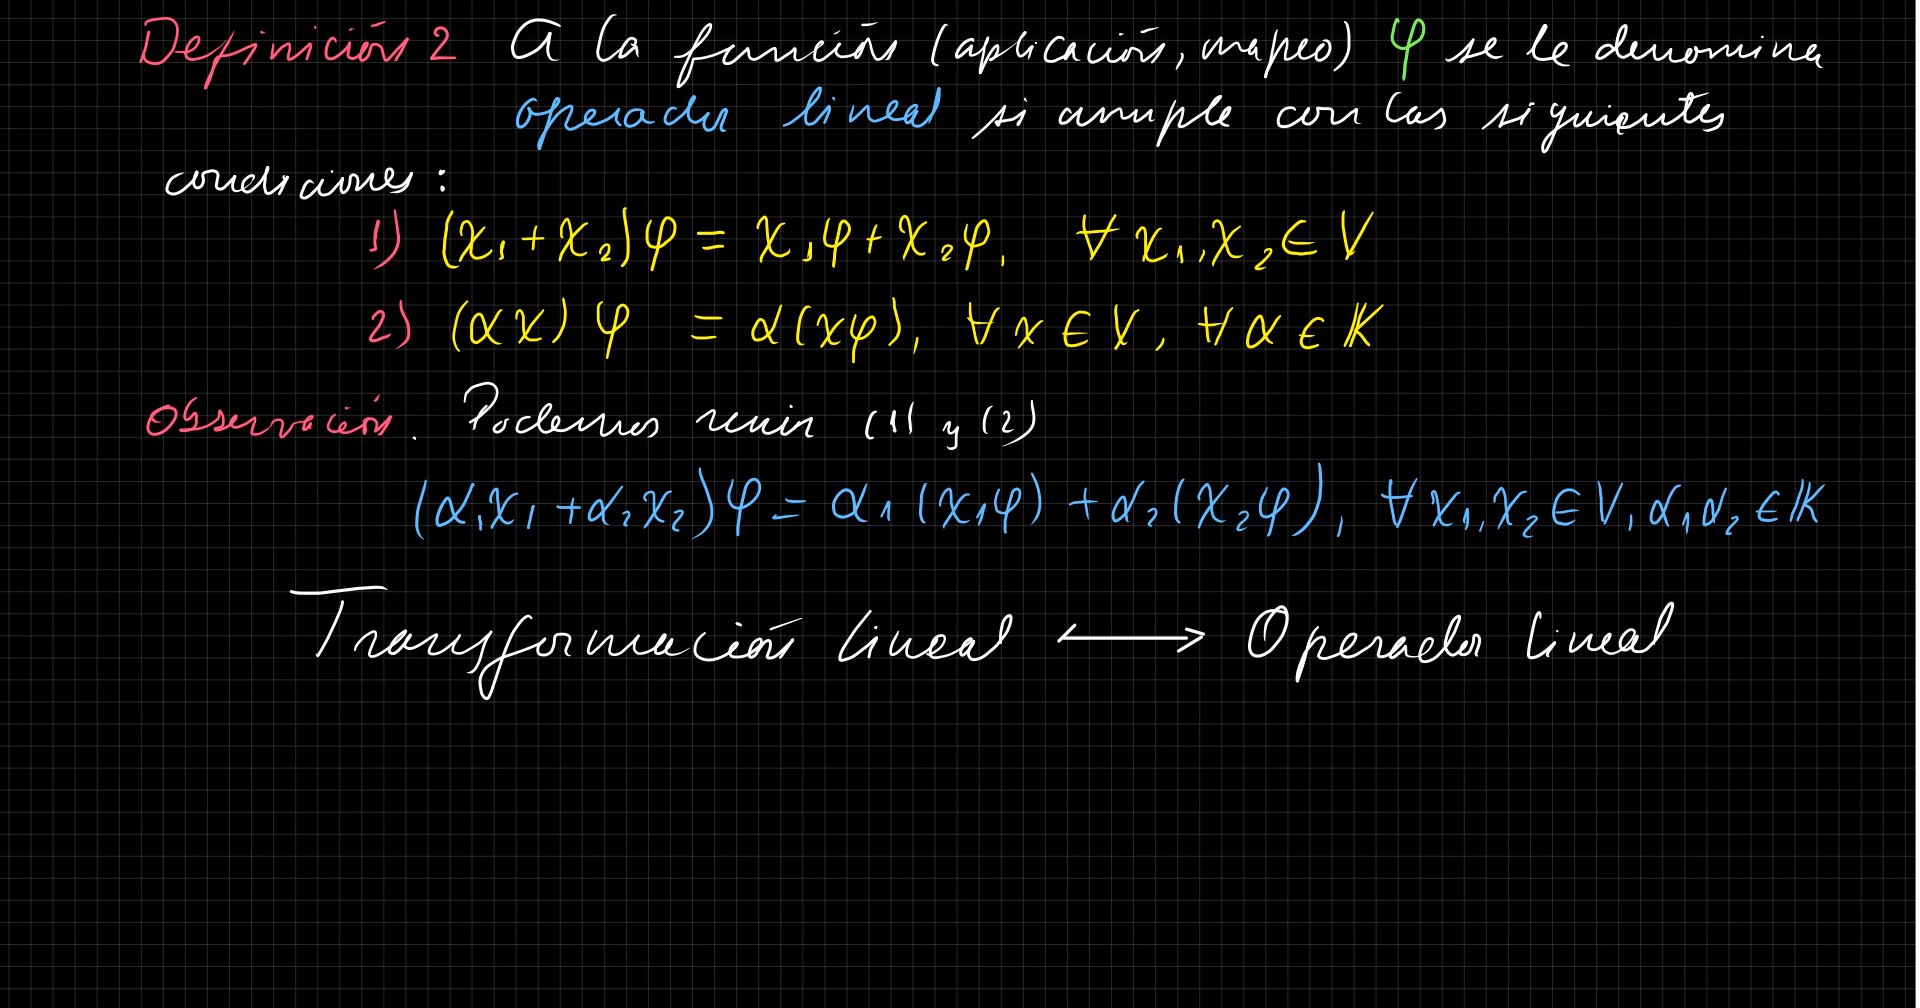 Definición 2 A la función (aplicación, mapeo) φ se le denomina
operador lineal si cumple con las siguientes
condiciones:
1) (x₁+x₂)φ = x₁φ+x₂φ, ∀ x₁,x₂ ∈ V
2) (αx)φ = α(xφ), ∀ x ∈ V, ∀ α ∈ 𝕂
Observación. Podemos reunir (1) y (2)
(α₁x₁+α₂x₂)φ = α₁(x₁φ)+α₂(x₂φ), ∀ x₁,x₂ ∈ V, α₁,α₂ ∈ 𝕂
Transformación lineal ⟷ Operador lineal